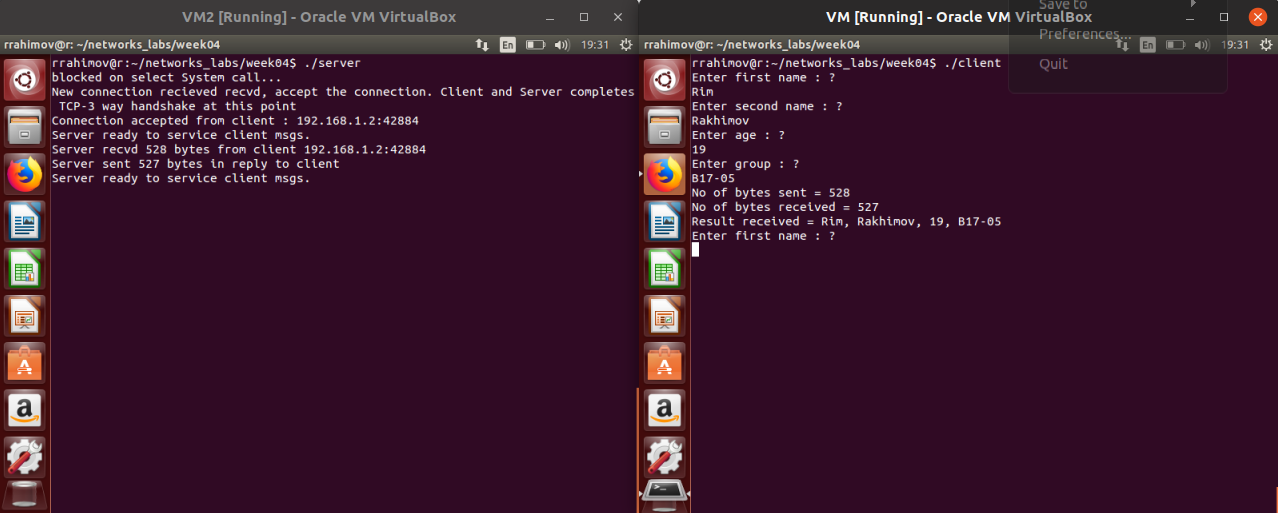 VM2 [Running] - Oracle VM VirtualBox
rrahimov@r: ~/networks_labs/week04
En
19:31
rrahimov@r:~/networks_labs/week04$ ./server
blocked on select System call...
New connection recieved recvd, accept the connection. Client and Server completes
TCP-3 way handshake at this point
Connection accepted from client : 192.168.1.2:42884
Server ready to service client msgs.
Server recvd 528 bytes from client 192.168.1.2:42884
Server sent 527 bytes in reply to client
Server ready to service client msgs.
VM [Running] - Oracle VM VirtualBox
Save to
Preferences...
Quit
rrahimov@r: ~/networks_labs/week04
En
19:31
rrahimov@r:~/networks_labs/week04$ ./client
Enter first name : ?
Rim
Enter second name : ?
Rakhimov
Enter age : ?
19
Enter group : ?
B17-05
No of bytes sent = 528
No of bytes received = 527
Result received = Rim, Rakhimov, 19, B17-05
Enter first name : ?